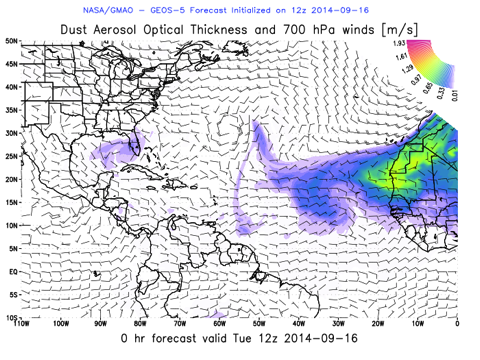 NASA/GMAO - GEOS-5 Forecast Initialized on 12z 2014-09-16
Dust Aerosol Optical Thickness and 700 hPa winds [m/s]
1.93
1.61
1.29
0.97
0.65
0.33
0.01
50N
45N
40N
35N
30N
25N
20N
15N
10N
5N
EQ
5S
10S
110W 100W 90W 80W 70W 60W 50W 40W 30W 20W 10W 0
0 hr forecast valid Tue 12z 2014-09-16